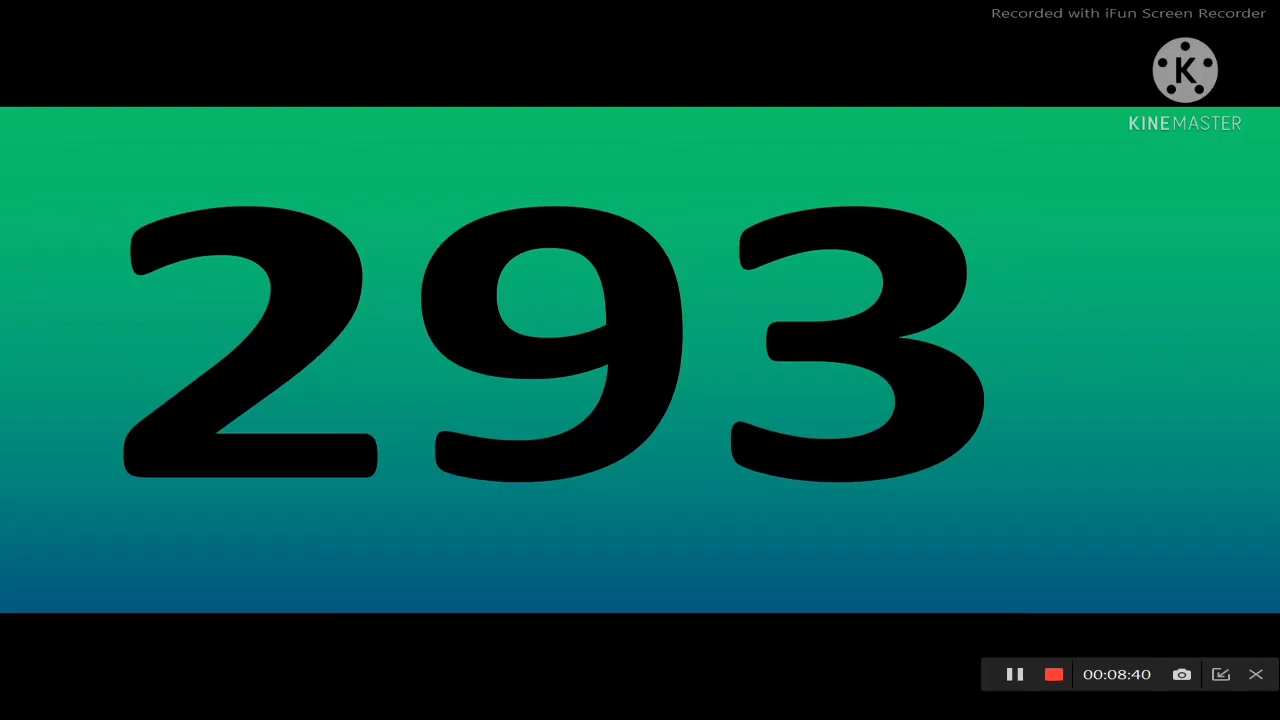 Recorded with iFun Screen Recorder
K
KINEMASTER
293
00:08:40